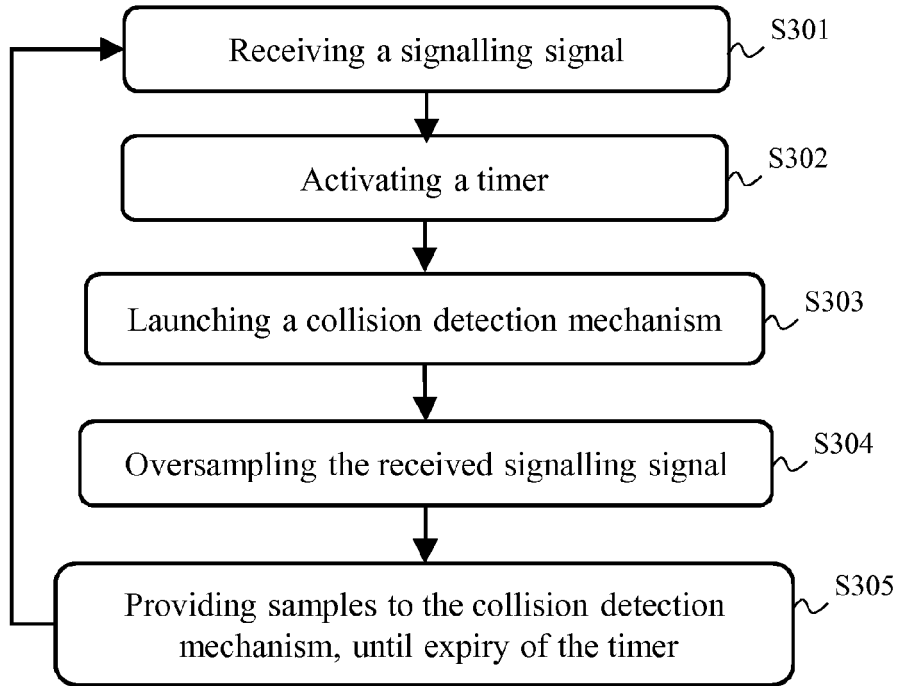 Receiving a signalling signal
S301
Activating a timer
S302
Launching a collision detection mechanism
S303
Oversampling the received signalling signal
S304
Providing samples to the collision detection
mechanism, until expiry of the timer
S305